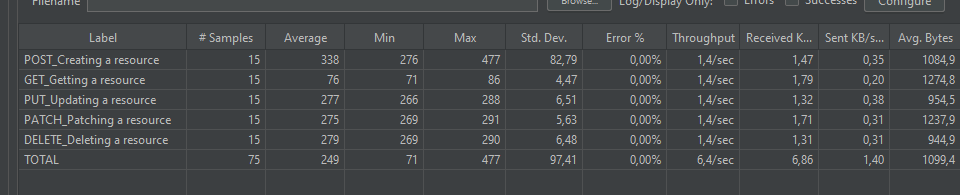 Filename Browse... Log/Display Only: Errors Successes Configure
Label # Samples Average Min Max Std. Dev. Error % Throughput Received K... Sent KB/s... Avg. Bytes
POST_Creating a resource 15 338 276 477 82,79 0,00% 1,4/sec 1,47 0,35 1084,9
GET_Getting a resource 15 76 71 86 4,47 0,00% 1,4/sec 1,79 0,20 1274,8
PUT_Updating a resource 15 277 266 288 6,51 0,00% 1,4/sec 1,32 0,38 954,5
PATCH_Patching a resource 15 275 269 291 5,63 0,00% 1,4/sec 1,71 0,31 1237,9
DELETE_Deleting a resource 15 279 269 290 6,48 0,00% 1,4/sec 1,31 0,31 944,9
TOTAL 75 249 71 477 97,41 0,00% 6,4/sec 6,86 1,40 1099,4